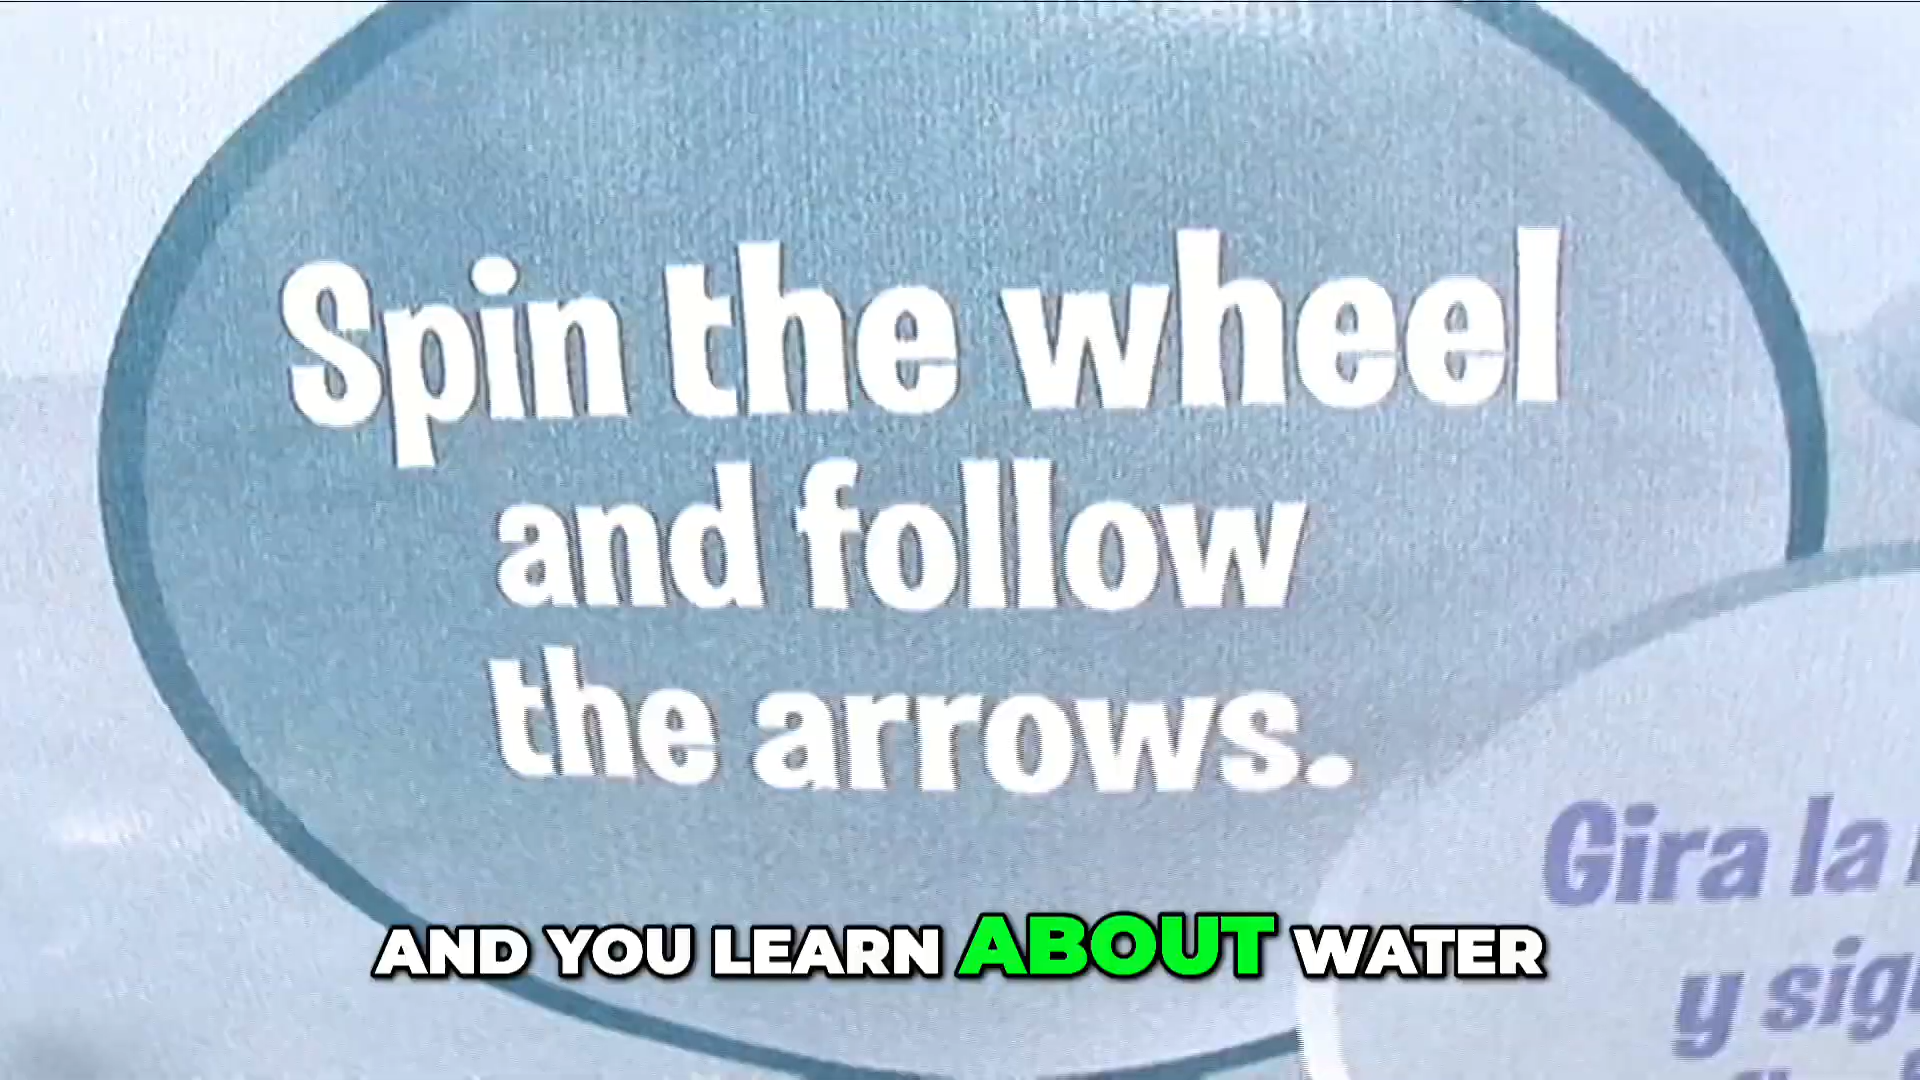 Spin the wheel
and follow
the arrows.
Gira la
y
AND YOU LEARN ABOUT WATER